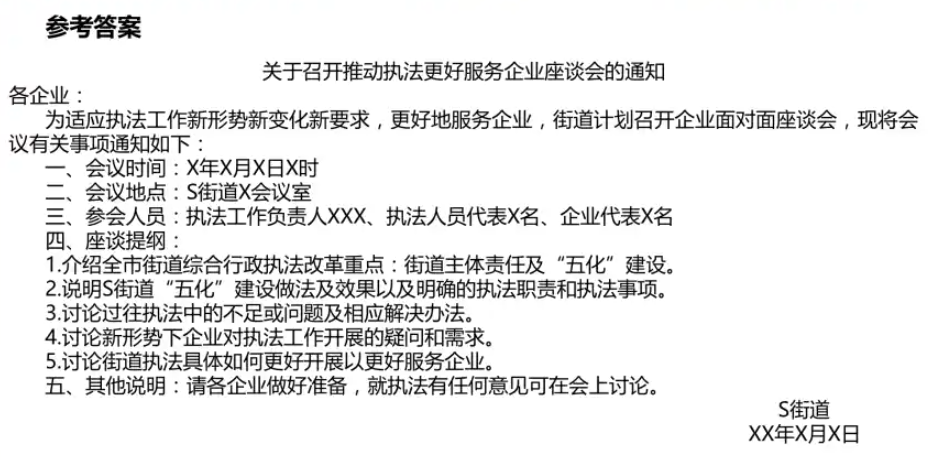 参考答案
关于召开推动执法更好服务企业座谈会的通知
各企业：
为适应执法工作新形势新变化新要求，更好地服务企业，街道计划召开企业面对面座谈会，现将会
议有关事项通知如下：
一、会议时间：X年X月X日X时
二、会议地点：S街道X会议室
三、参会人员：执法工作负责人XXX、执法人员代表X名、企业代表X名
四、座谈提纲：
1.介绍全市街道综合行政执法改革重点：街道主体责任及“五化”建设。
2.说明S街道“五化”建设做法及效果以及明确的执法职责和执法事项。
3.讨论过往执法中的不足或问题及相应解决办法。
4.讨论新形势下企业对执法工作开展的疑问和需求。
5.讨论街道执法具体如何更好开展以更好服务企业。
五、其他说明：请各企业做好准备，就执法有任何意见可在会上讨论。
S街道
XX年X月X日